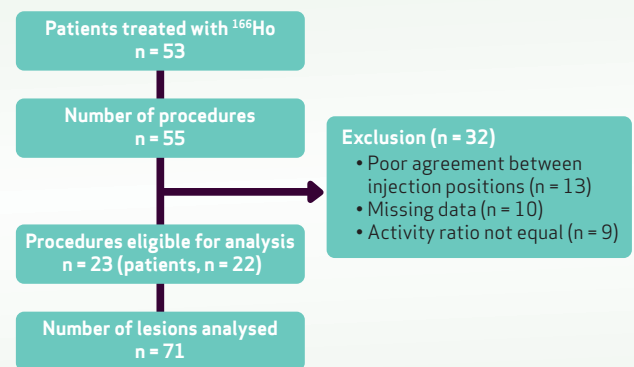 Patients treated with ¹⁶⁶Ho
n = 53
Number of procedures
n = 55
Exclusion (n = 32)
• Poor agreement between
injection positions (n = 13)
• Missing data (n = 10)
• Activity ratio not equal (n = 9)
Procedures eligible for analysis
n = 23 (patients, n = 22)
Number of lesions analysed
n = 71